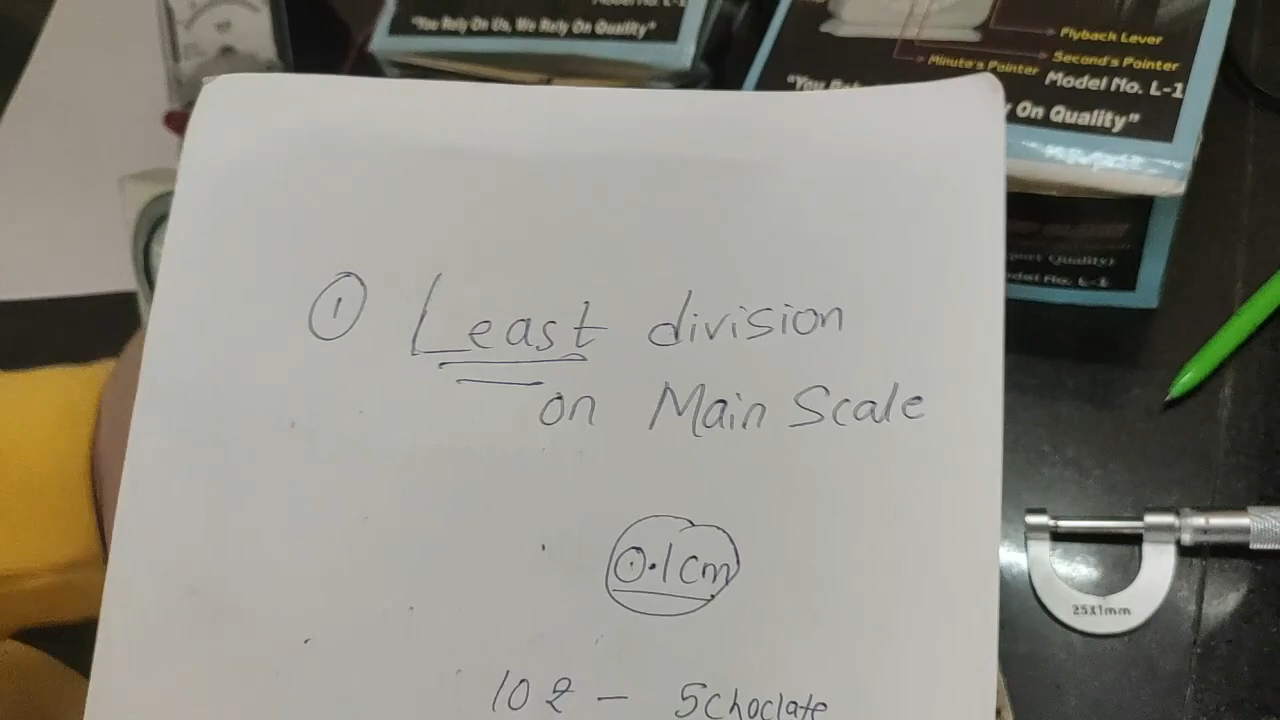 "You Rely On Us, We Rely On Quality"
Flyback Lever
Second's Pointer
Minute's Pointer
Model No. L-1
On Quality"
① Least division
on Main Scale
0.1cm
10 ₹ - 5choclate
25X1mm